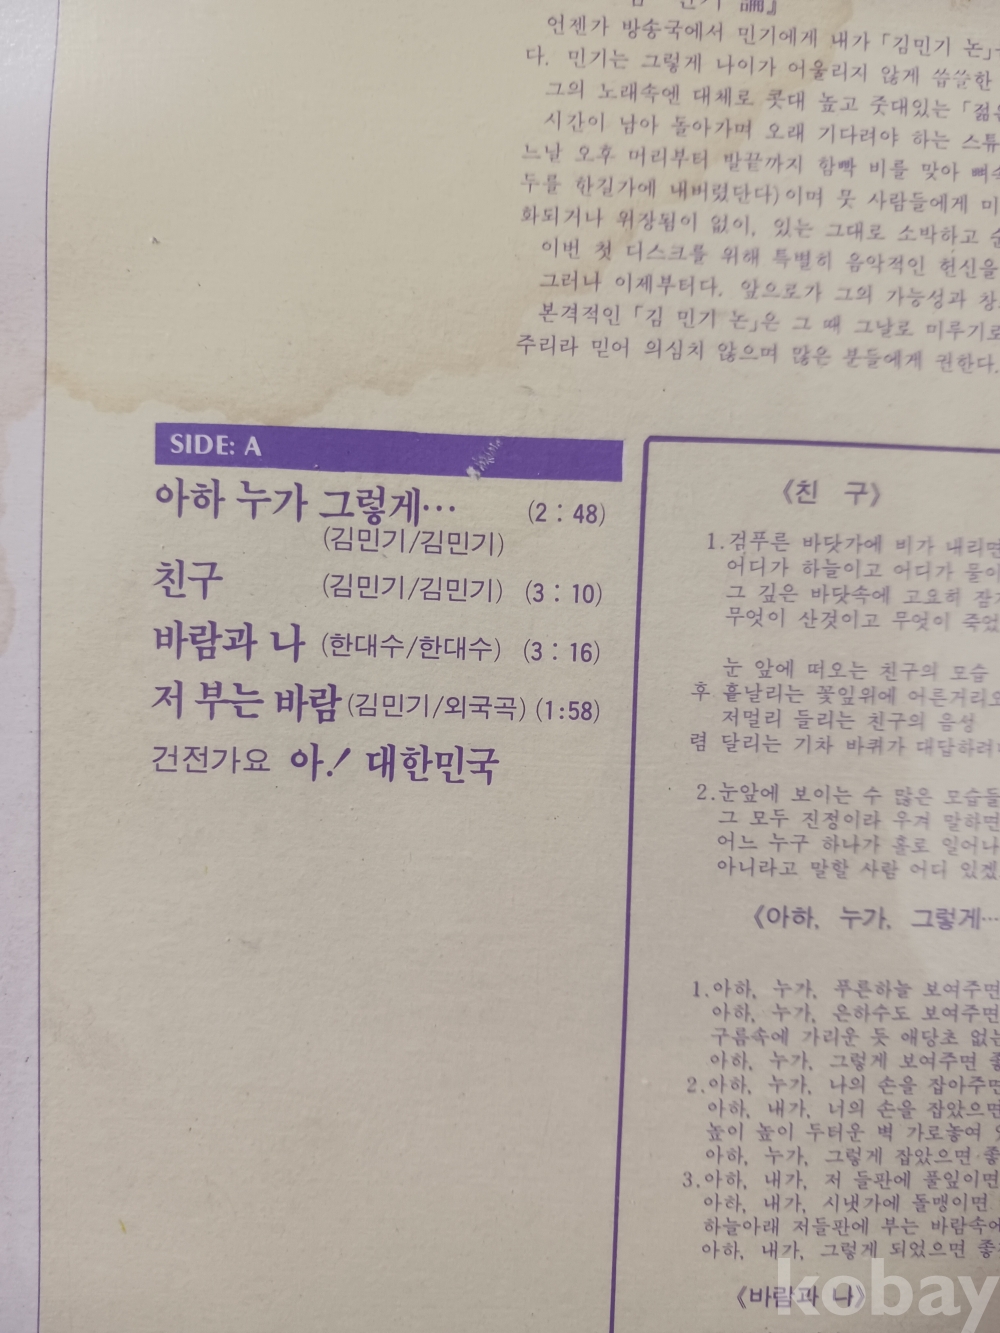 김 민기 論』
언젠가 방송국에서 민기에게 내가 「김민기 논」
다. 민기는 그렇게 나이가 어울리지 않게 씁쓸한
그의 노래속엔 대체로 콧대 높고 줏대있는 「젊은
시간이 남아 돌아가며 오래 기다려야 하는 스튜
느날 오후 머리부터 발끝까지 함빡 비를 맞아 뼈속
두를 한길가에 내버렸단다)이며 뭇 사람들에게 미
화되거나 위장됨이 없이, 있는 그대로 소박하고 순
이번 첫 디스크를 위해 특별히 음악적인 헌신을
그러나 이제부터다. 앞으로가 그의 가능성과 창
본격적인 「김 민기 논」은 그 때 그날로 미루기로
주리라 믿어 의심치 않으며 많은 분들에게 권한다.
SIDE: A
아하 누가 그렇게… (2 : 48)
(김민기/김민기)
친구 (김민기/김민기) (3 : 10)
바람과 나 (한대수/한대수) (3 : 16)
저 부는 바람 (김민기/외국곡) (1:58)
건전가요 아! 대한민국
《친 구》
1.검푸른 바닷가에 비가 내리면
어디가 하늘이고 어디가 물이
그 깊은 바닷속에 고요히 잠
무엇이 산것이고 무엇이 죽었
눈 앞에 떠오는 친구의 모습
후 흩날리는 꽃잎위에 어른거리오
저멀리 들리는 친구의 음성
렴 달리는 기차 바퀴가 대답하려
2.눈앞에 보이는 수 많은 모습들
그 모두 진정이라 우겨 말하면
어느 누구 하나가 홀로 일어나
아니라고 말할 사람 어디 있겠
《아하, 누가, 그렇게…
1.아하, 누가, 푸른하늘 보여주면
아하, 누가, 은하수도 보여주면
구름속에 가리운 듯 애당초 없는
아하, 누가, 그렇게 보여주면 좋
2.아하, 누가, 나의 손을 잡아주면
아하, 내가, 너의 손을 잡았으면
높이 높이 두터운 벽 가로놓여
아하, 누가, 그렇게 잡았으면 좋
3.아하, 내가, 저 들판에 풀잎이면
아하, 내가, 시냇가에 돌맹이면
하늘아래 저들판에 부는 바람속에
아하, 내가, 그렇게 되었으면 좋
《바람과 나》
kobay